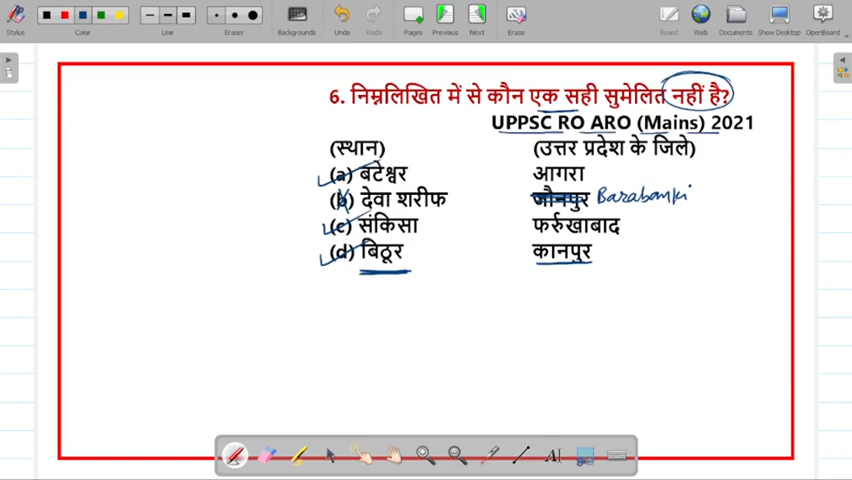 Style
Color
Line
Eraser
Backgrounds
Undo
Redo
Pages
Previous
Next
Erase
Board
Web
Documents
Show Desktop
OpenBoard
6. निम्नलिखित में से कौन एक सही सुमेलित नहीं है?
UPPSC RO ARO (Mains) 2021
(स्थान) (उत्तर प्रदेश के जिले)
(a) बटेश्वर आगरा
(b) देवा शरीफ जौनपुर Barabanki
(c) संकिसा फर्रुखाबाद
(d) बिठूर कानपुर